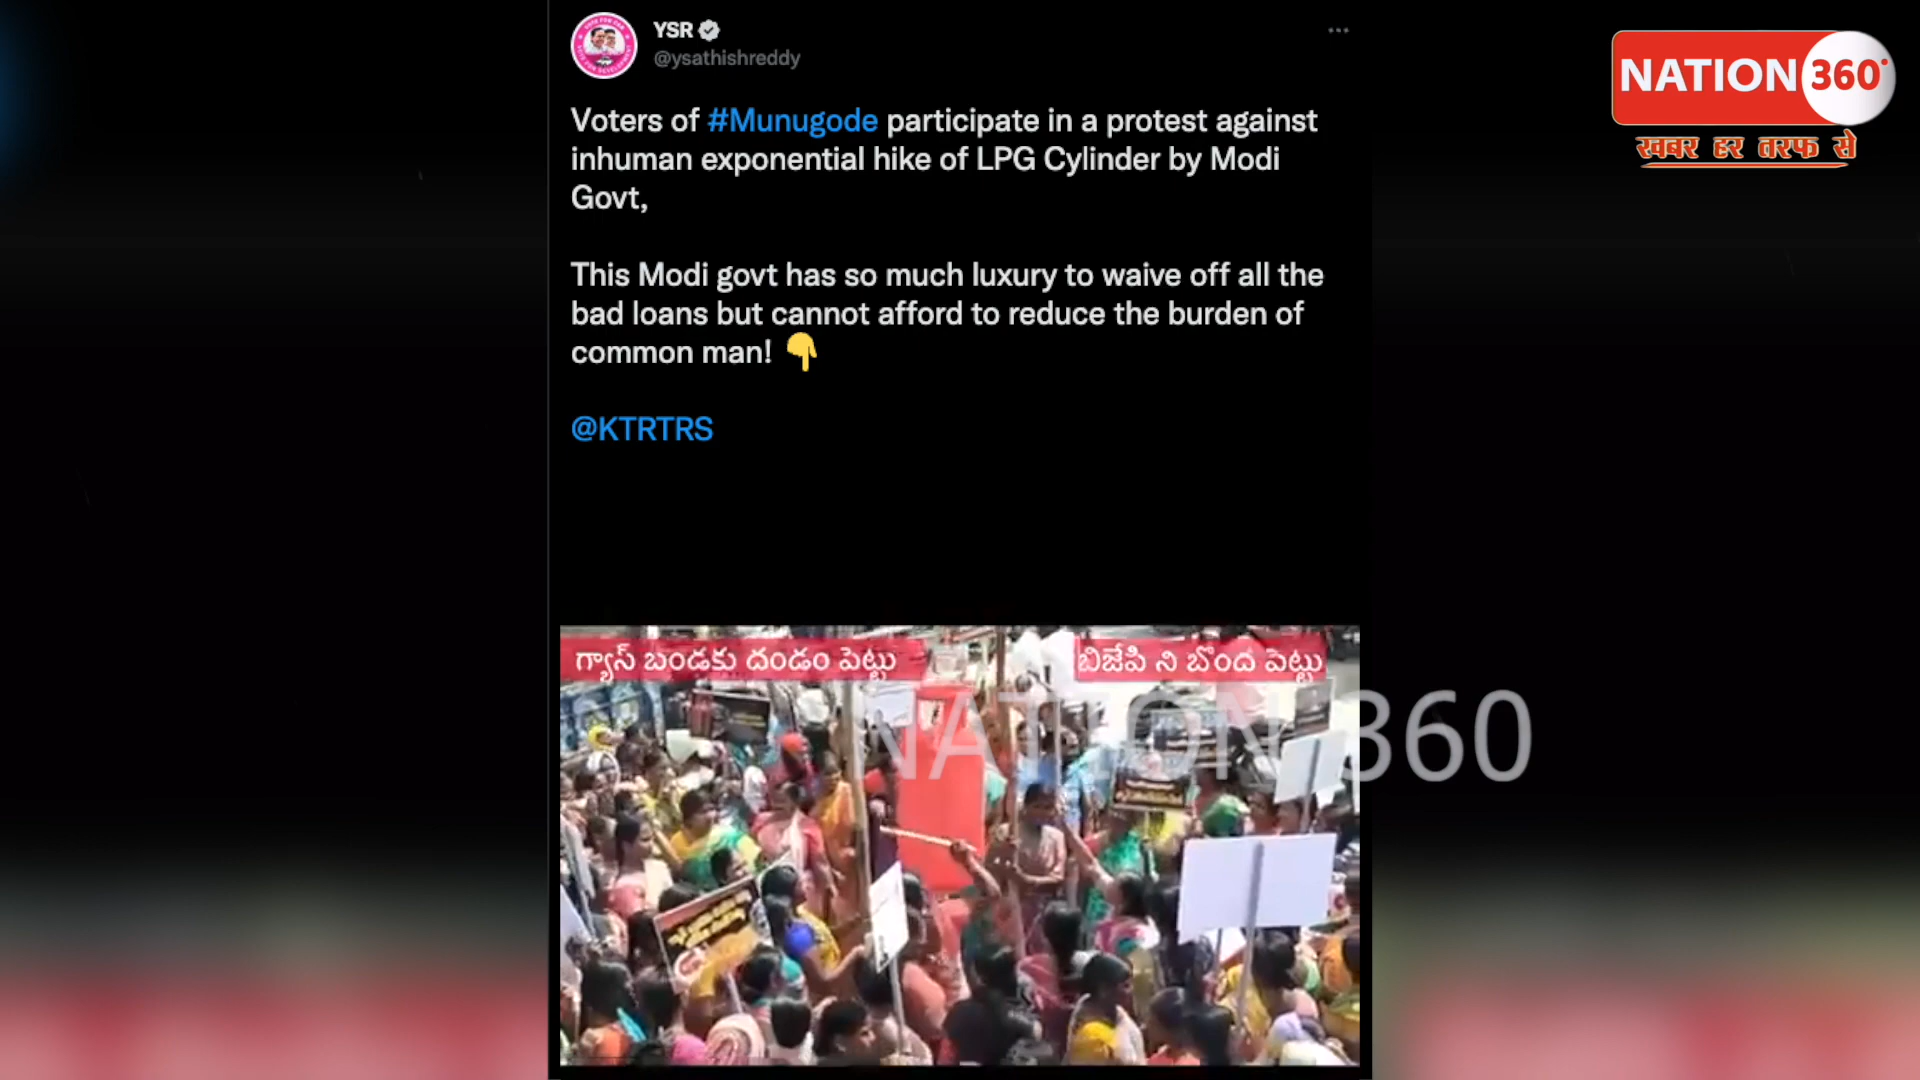 YSR
@ysathishreddy
Voters of #Munugode participate in a protest against
inhuman exponential hike of LPG Cylinder by Modi
Govt,
This Modi govt has so much luxury to waive off all the
bad loans but cannot afford to reduce the burden of
common man! 👇
@KTRTRS
NATION 360
खबर हर तरफ से
గ్యాస్ బండకు దండం పెట్టు
బిజేపి ని బొంద పెట్టు
NATION 360